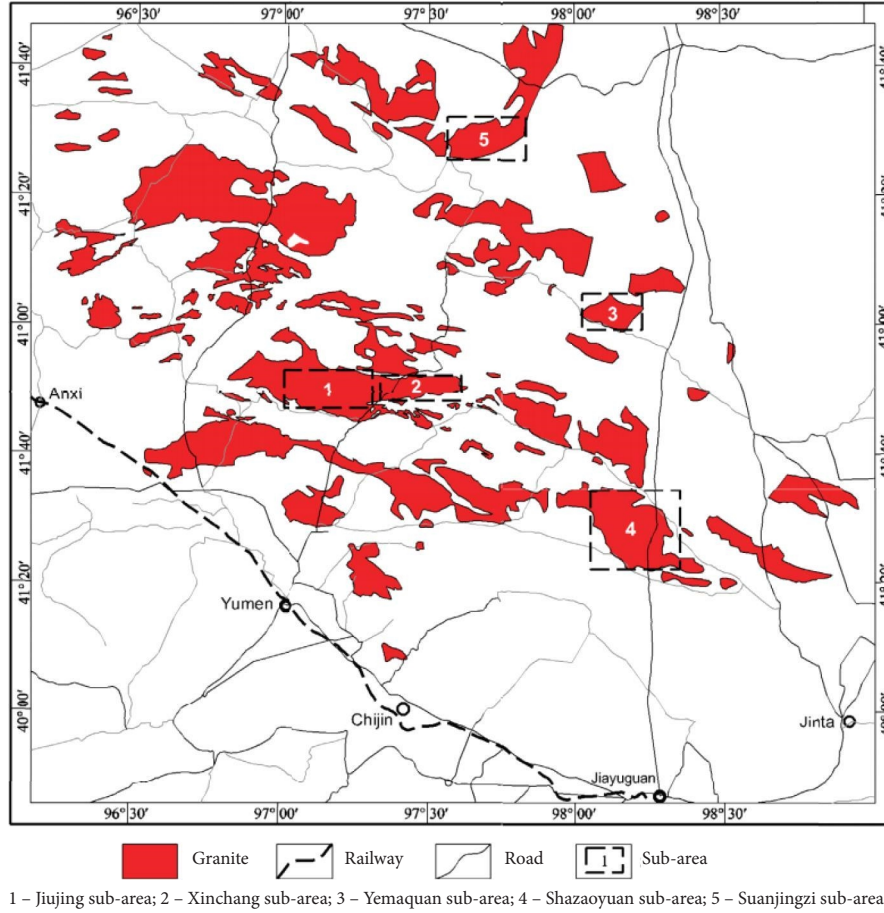 96°30′ 97°00′ 97°30′ 98°00′ 98°30′
41°40′
5
41°20′
41°00′
3
1
2
Anxi
41°40′
4
41°20′
Yumen
40°00′
Chijin
Jinta
Jiayuguan
96°30′ 97°00′ 97°30′ 98°00′ 98°30′
Granite Railway Road 1 Sub-area
1 – Jiujing sub-area; 2 – Xinchang sub-area; 3 – Yemaquan sub-area; 4 – Shazaoyuan sub-area; 5 – Suanjingzi sub-area